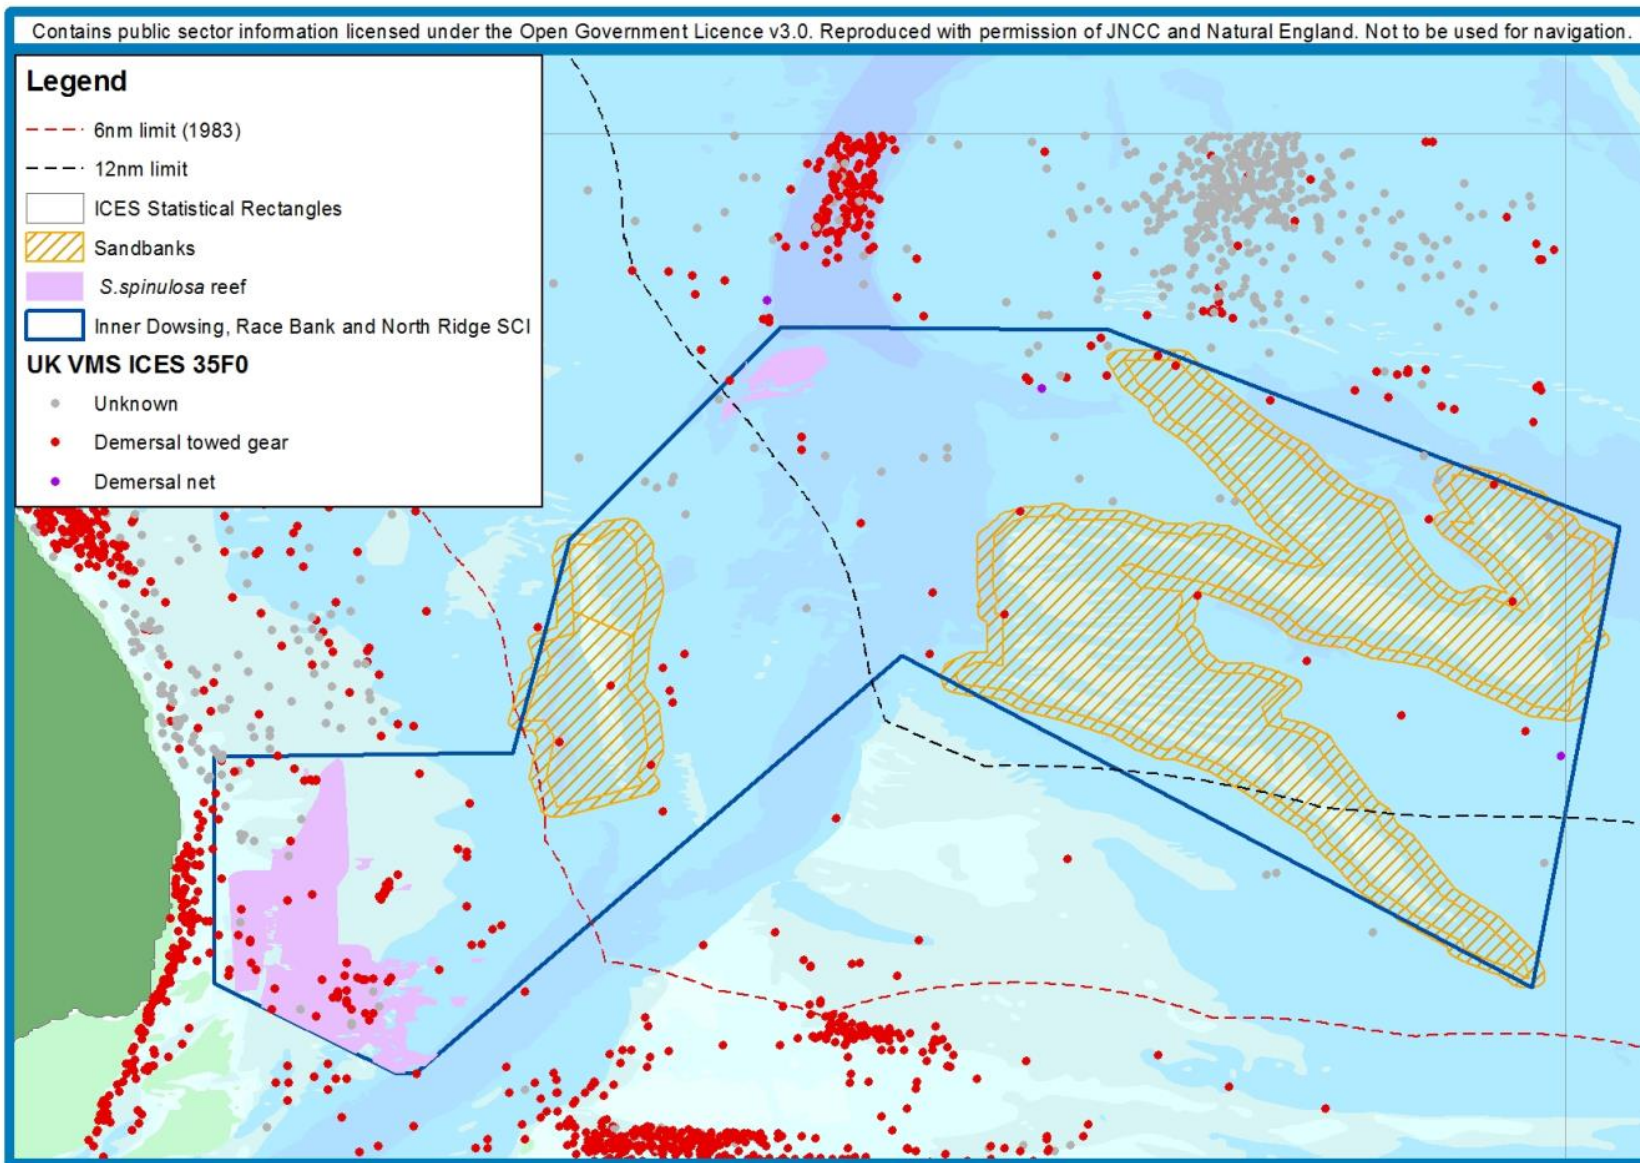 Contains public sector information licensed under the Open Government Licence v3.0. Reproduced with permission of JNCC and Natural England. Not to be used for navigation.
Legend
6nm limit (1983)
12nm limit
ICES Statistical Rectangles
Sandbanks
S.spinulosa reef
Inner Dowsing, Race Bank and North Ridge SCI
UK VMS ICES 35F0
Unknown
Demersal towed gear
Demersal net